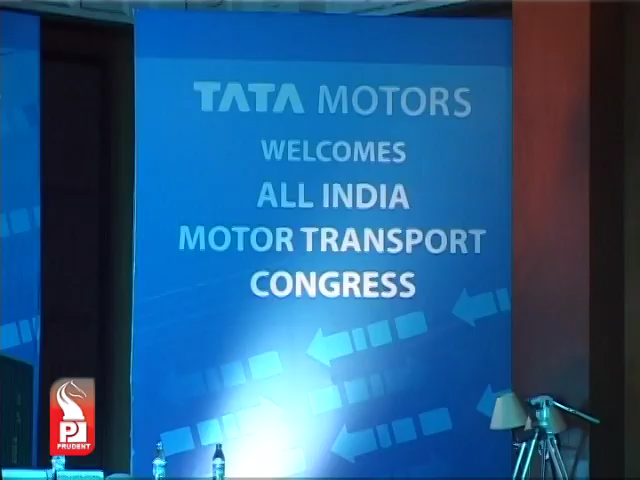 TATA MOTORS
WELCOMES
ALL INDIA
MOTOR TRANSPORT
CONGRESS
P
PRUDENT